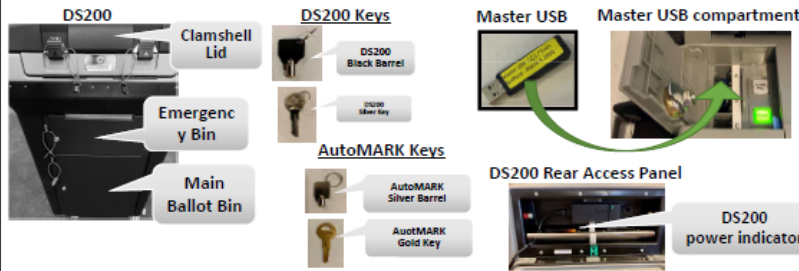 DS200
Clamshell
Lid
Emergenc
y Bin
Main
Ballot Bin
DS200 Keys
DS200
Black Barrel
DS200
Silver Key
AutoMARK Keys
AutoMARK
Silver Barrel
AuotMARK
Gold Key
Master USB
Master USB compartment
DS200 Rear Access Panel
DS200
power indicator